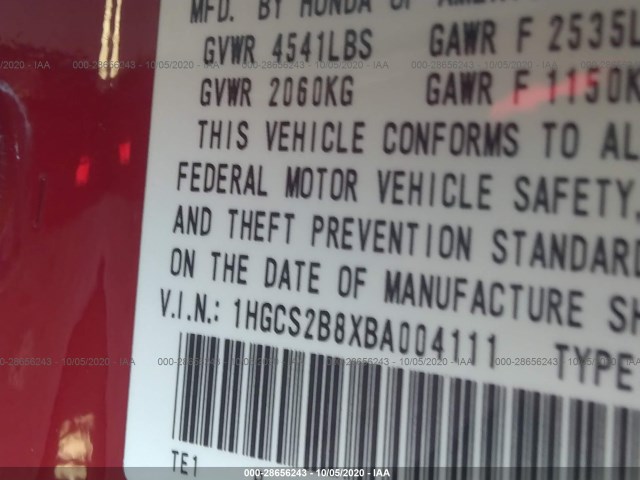 MFD. BY HONDA OF AMER
GVWR 4541LBS GAWR F 2535L
GVWR 2060KG GAWR F 1150K
THIS VEHICLE CONFORMS TO AL
FEDERAL MOTOR VEHICLE SAFETY,
AND THEFT PREVENTION STANDARD
ON THE DATE OF MANUFACTURE SH
V.I.N.: 1HGCS2B8XBA004111 TYPE
TE1
000-28656243 - 10/05/2020 - IAA